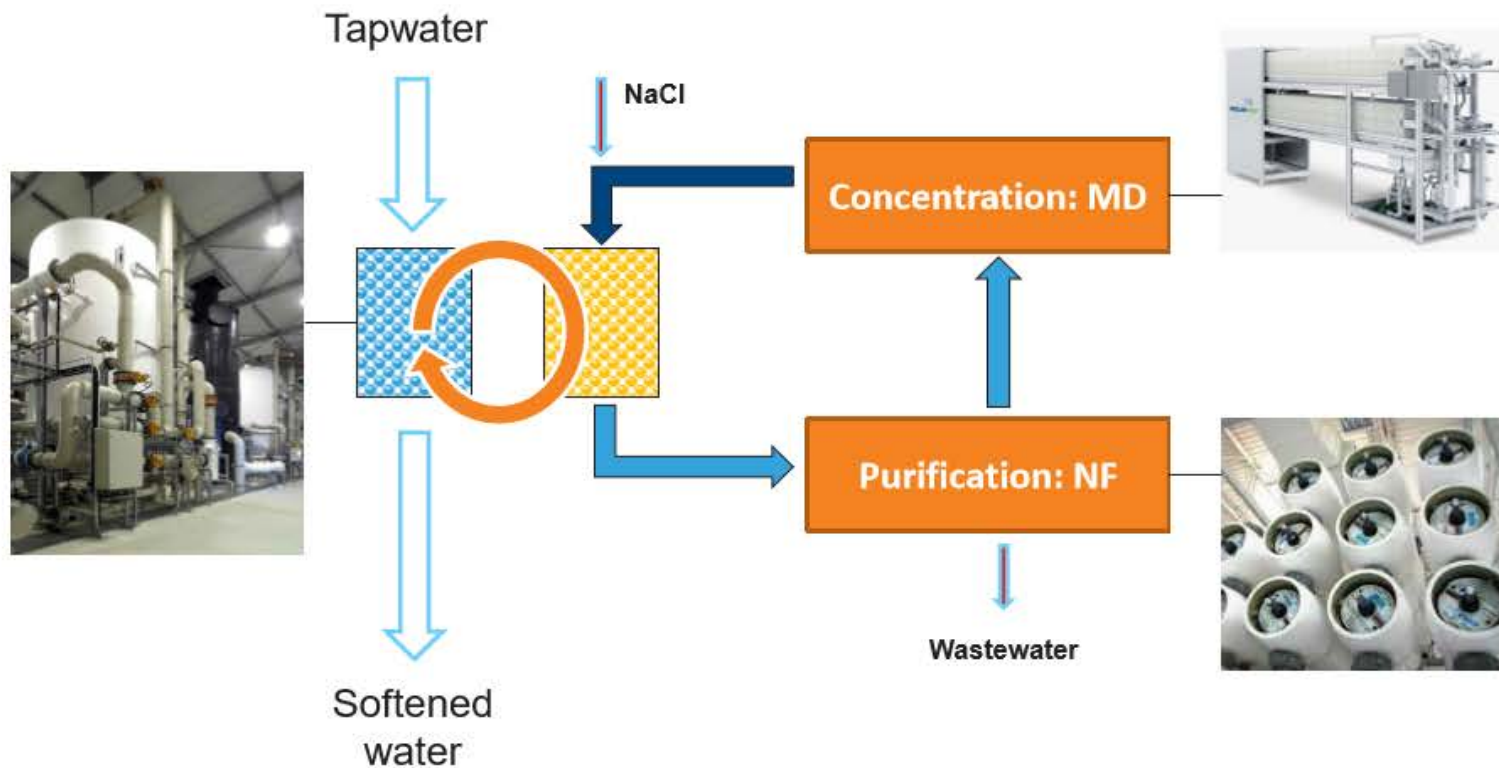 Tapwater
NaCl
Concentration: MD
Purification: NF
Wastewater
Softened
water